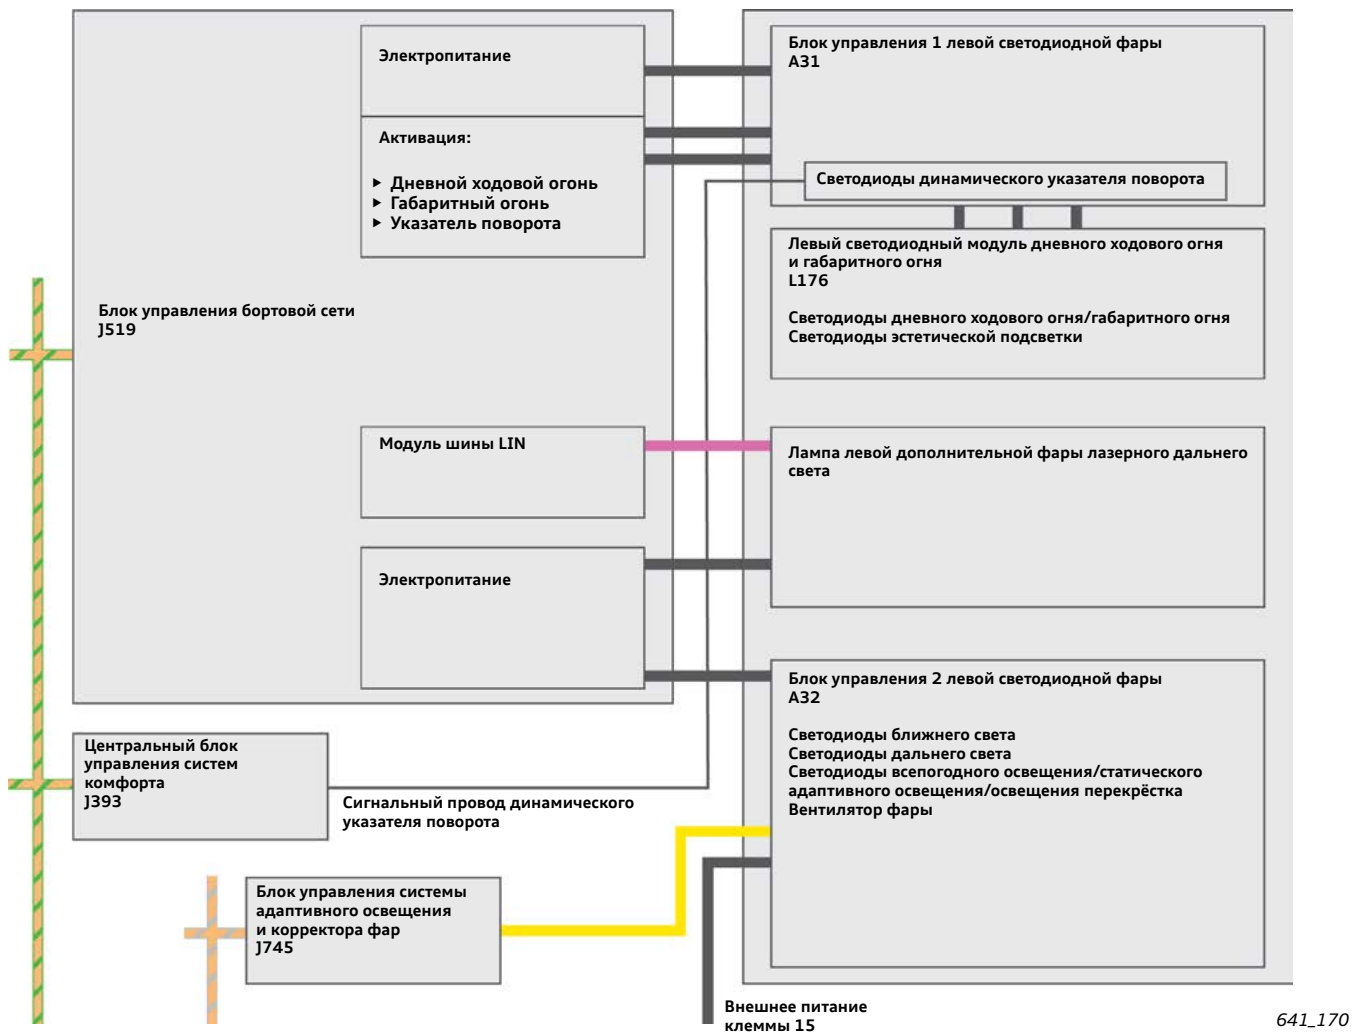 Электропитание
Активация:
▶ Дневной ходовой огонь
▶ Габаритный огонь
▶ Указатель поворота
Блок управления бортовой сети
J519
Модуль шины LIN
Электропитание
Блок управления 1 левой светодиодной фары
A31
Светодиоды динамического указателя поворота
Левый светодиодный модуль дневного ходового огня
и габаритного огня
L176
Светодиоды дневного ходового огня/габаритного огня
Светодиоды эстетической подсветки
Лампа левой дополнительной фары лазерного дальнего
света
Блок управления 2 левой светодиодной фары
A32
Светодиоды ближнего света
Светодиоды дальнего света
Светодиоды всепогодного освещения/статического
адаптивного освещения/освещения перекрёстка
Вентилятор фары
Центральный блок
управления систем
комфорта
J393
Сигнальный провод динамического
указателя поворота
Блок управления системы
адаптивного освещения
и корректора фар
J745
Внешнее питание
клеммы 15
641_170